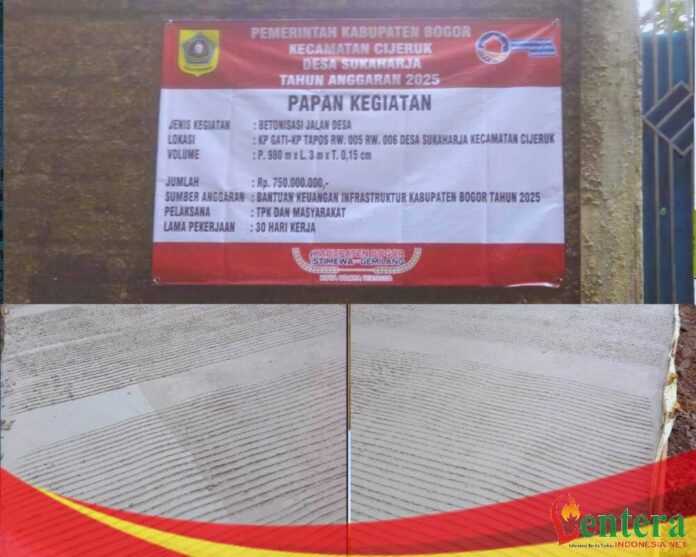 PEMERINTAH KABUPATEN BOGOR
KECAMATAN CIJERUK
DESA SUKAHARJA
TAHUN ANGGARAN 2025
PAPAN KEGIATAN
JENIS KEGIATAN : BETONISASI JALAN DESA
LOKASI : KP GATI-KP TAPOS RW. 005 RW. 006 DESA SUKAHARJA KECAMATAN CIJERUK
VOLUME : P. 980 m x L. 3 m x T. 0,15 cm
JUMLAH : Rp. 750.000.000,-
SUMBER ANGGARAN : BANTUAN KEUANGAN INFRASTRUKTUR KABUPATEN BOGOR TAHUN 2025
PELAKSANA : TPK DAN MASYARAKAT
LAMA PEKERJAAN : 30 HARI KERJA
KABUPATEN BOGOR
ISTIMEWA GEMILANG
Centera
INDONESIA.NET